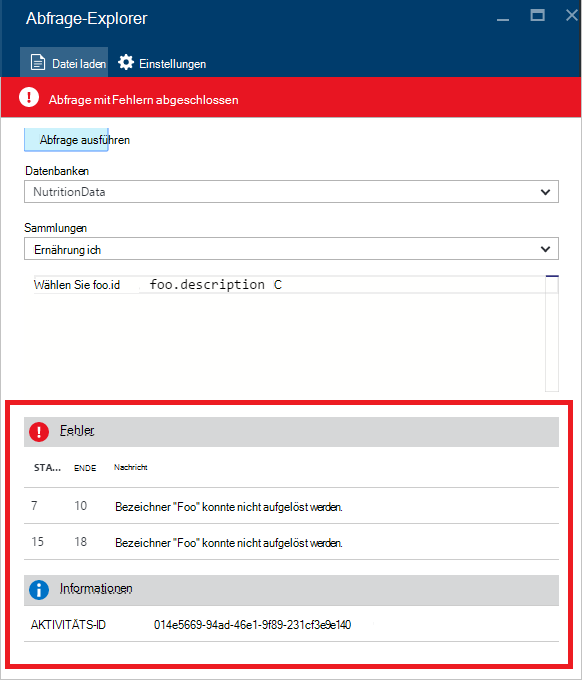 Abfrage-Explorer
Datei laden Einstellungen
Abfrage mit Fehlern abgeschlossen
Abfrage ausführen
Datenbanken
NutritionData
Sammlungen
Ernährung ich
Wählen Sie foo.id foo.description C
Fehler
STA... ENDE Nachricht
7 10 Bezeichner "Foo" konnte nicht aufgelöst werden.
15 18 Bezeichner "Foo" konnte nicht aufgelöst werden.
Informationen
AKTIVITÄTS-ID 014e5669-94ad-46e1-9f89-231cf3e9e140